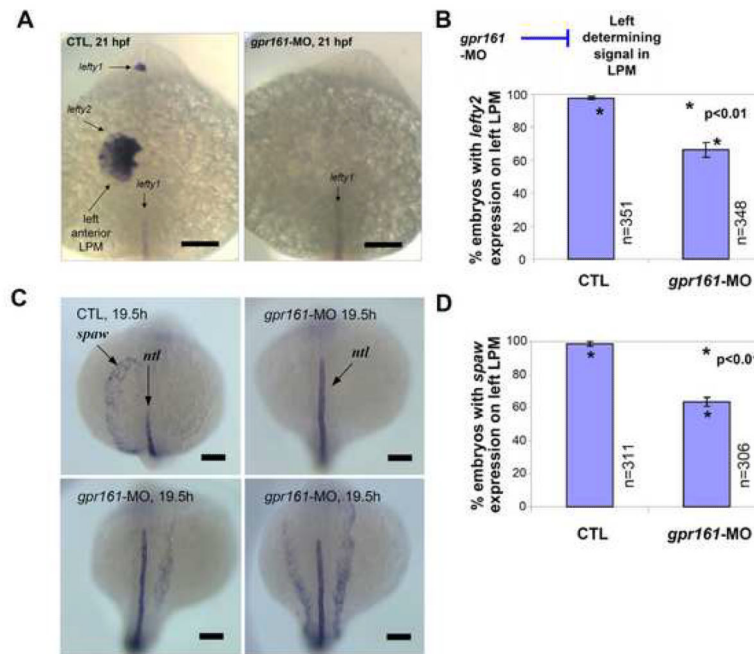 A
CTL, 21 hpf
lefty1
lefty2
lefty1
left
anterior
LPM
gpr161-MO, 21 hpf
lefty1
B
gpr161
-MO
Left
determining
signal in
LPM
% embryos with lefty2
expression on left LPM
100
80
60
40
20
0
*
*
* p<0.01
n=351
n=348
CTL
gpr161-MO
C
CTL, 19.5h
spaw
ntl
gpr161-MO 19.5h
ntl
gpr161-MO, 19.5h
gpr161-MO, 19.5h
D
% embryos with spaw
expression on left LPM
100
80
60
40
20
0
*
*
* p<0.01
n=311
n=306
CTL
gpr161-MO